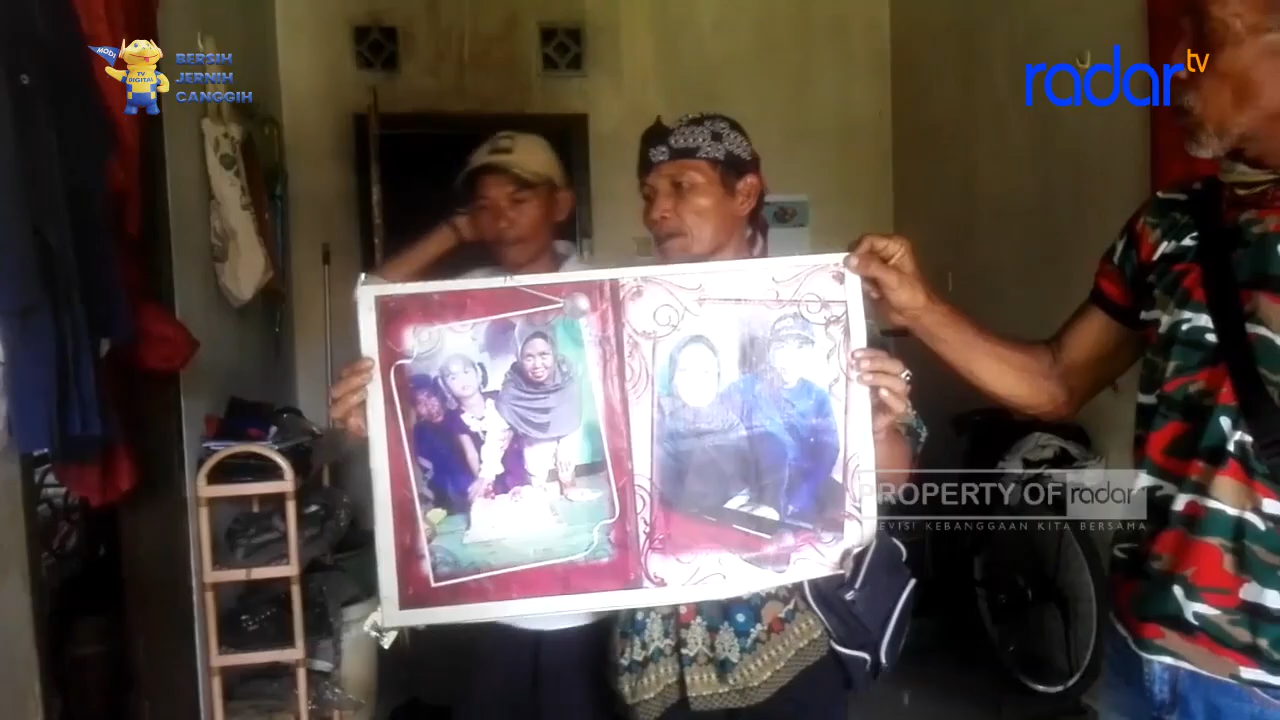 MODI
TV
DIGITAL
BERSIH
JERNIH
CANGGIH
radar tv
PROPERTY OF radar
EVISI KEBANGGAAN KITA BERSAMA